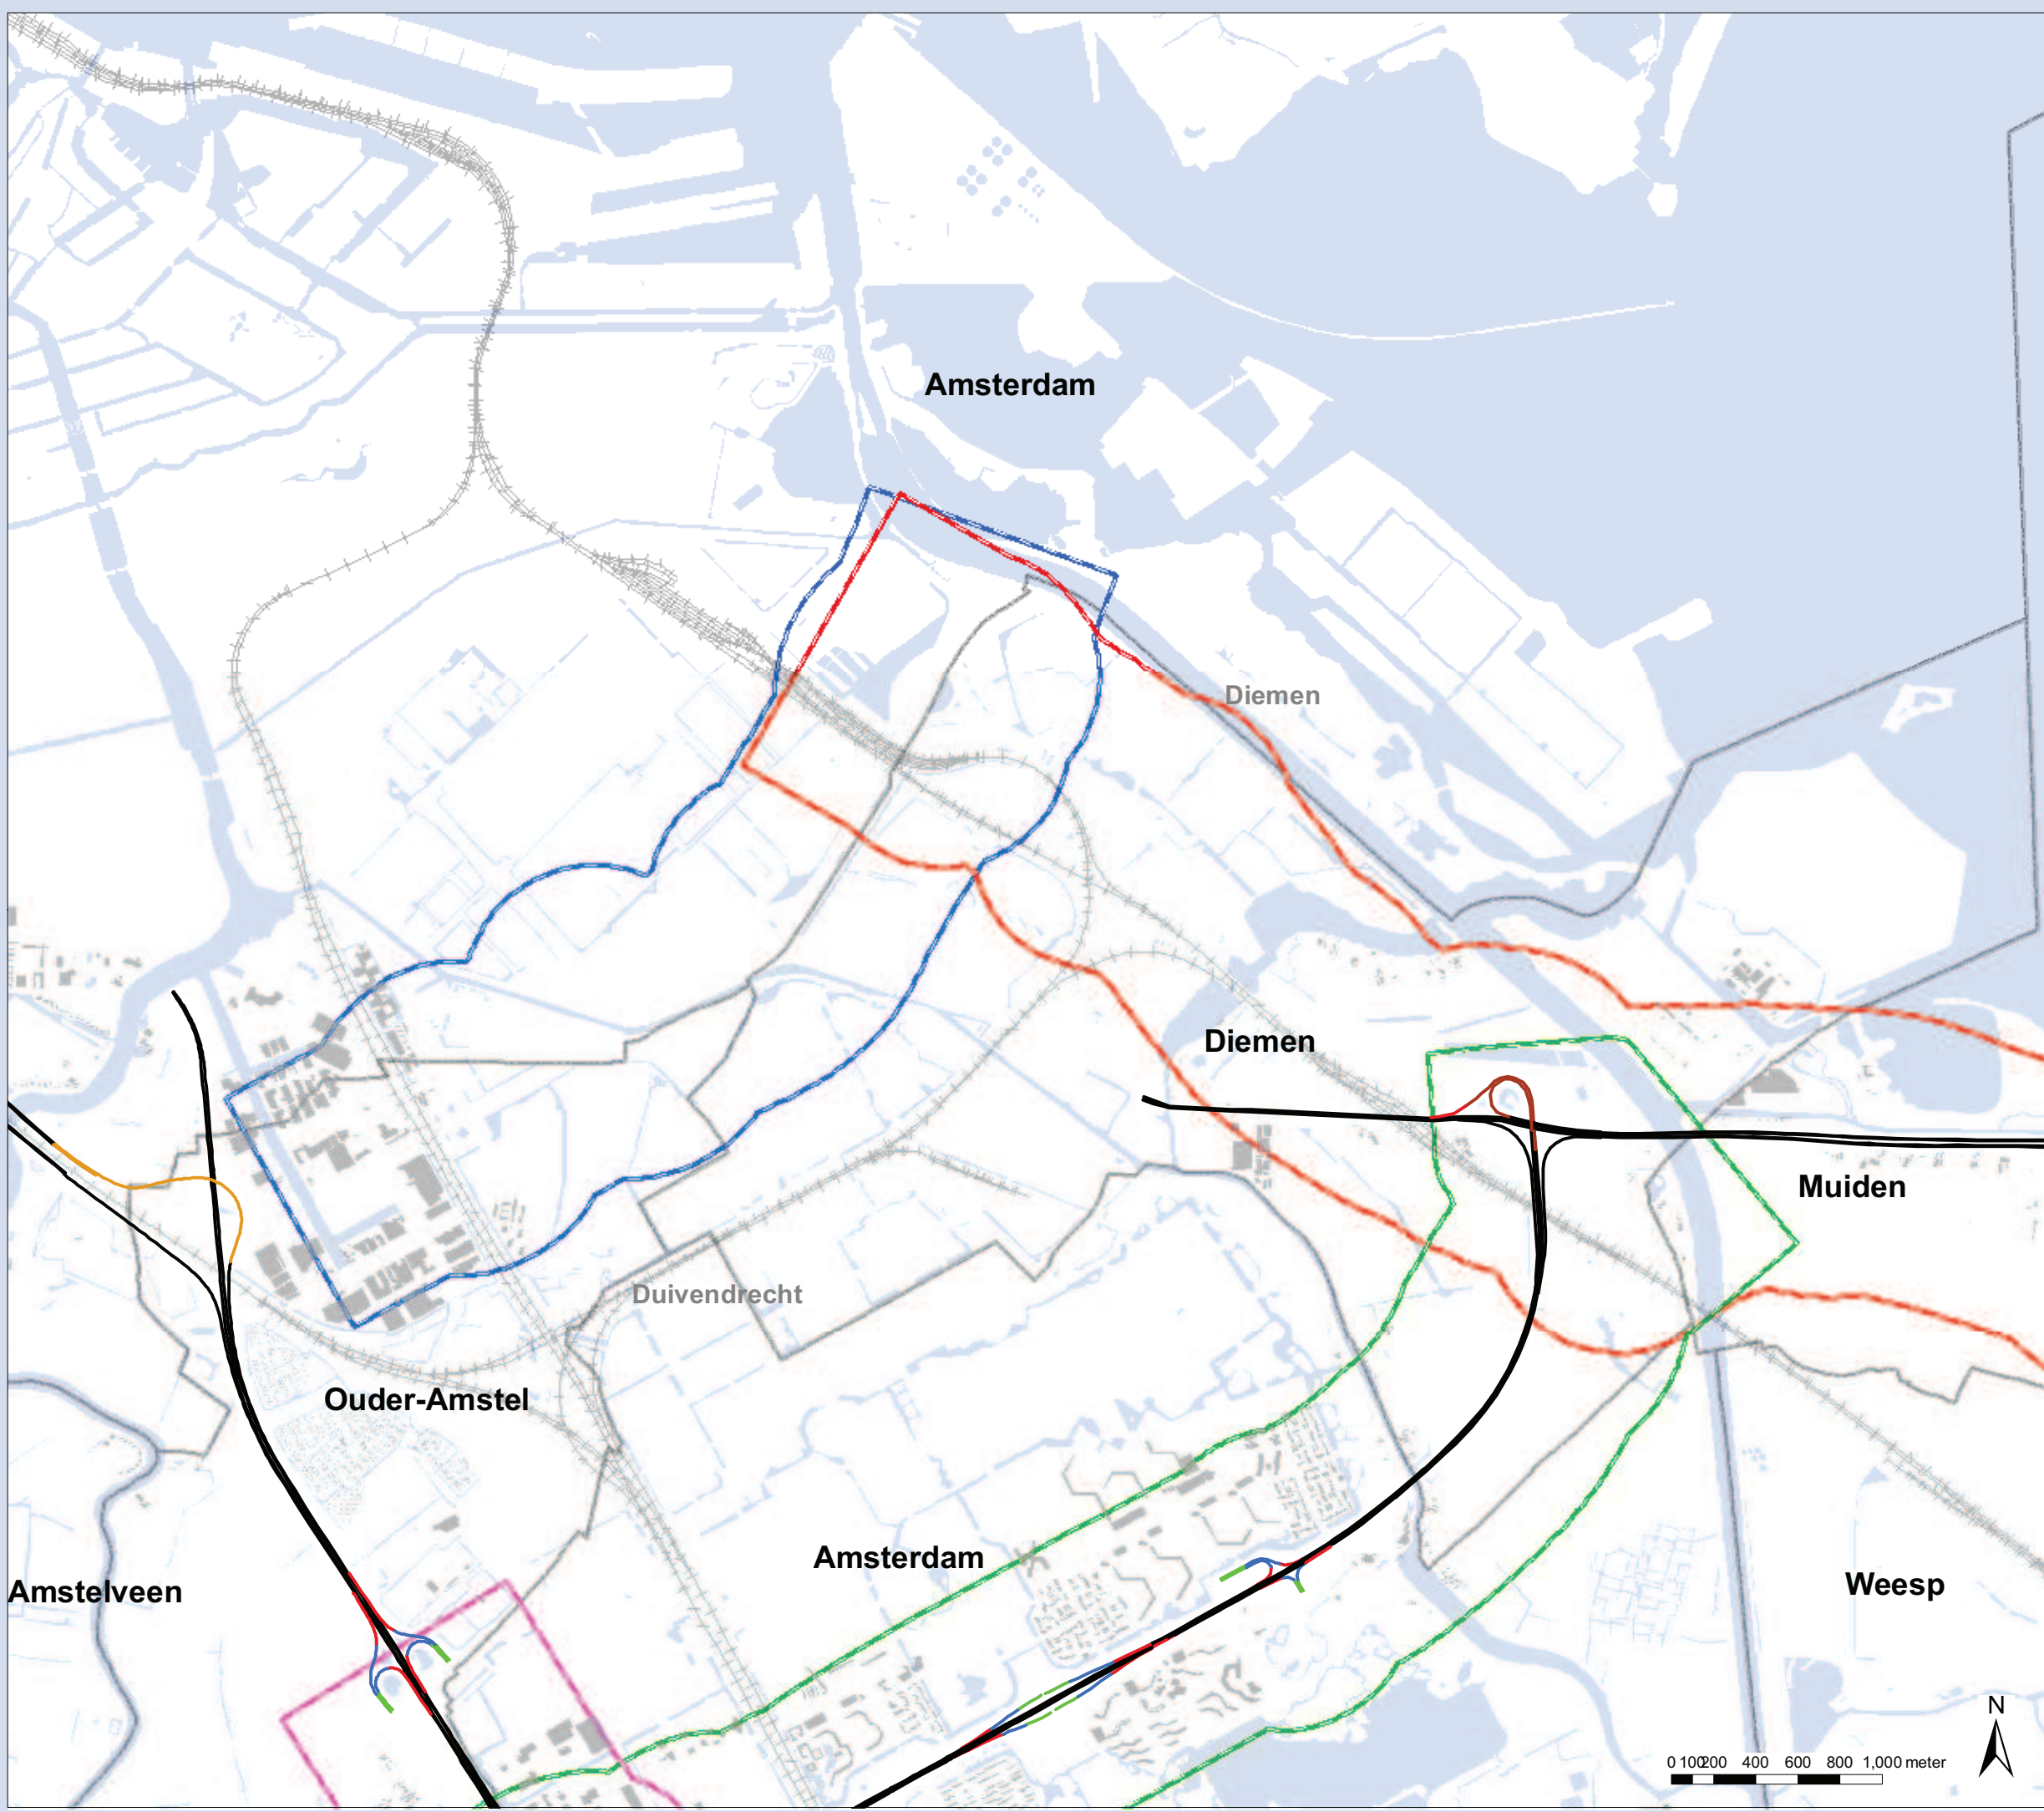 Amsterdam
Diemen
Diemen
Muiden
Duivendrecht
Ouder-Amstel
Amsterdam
Amstelveen
Weesp
N
0 100200 400 600 800 1,000 meter